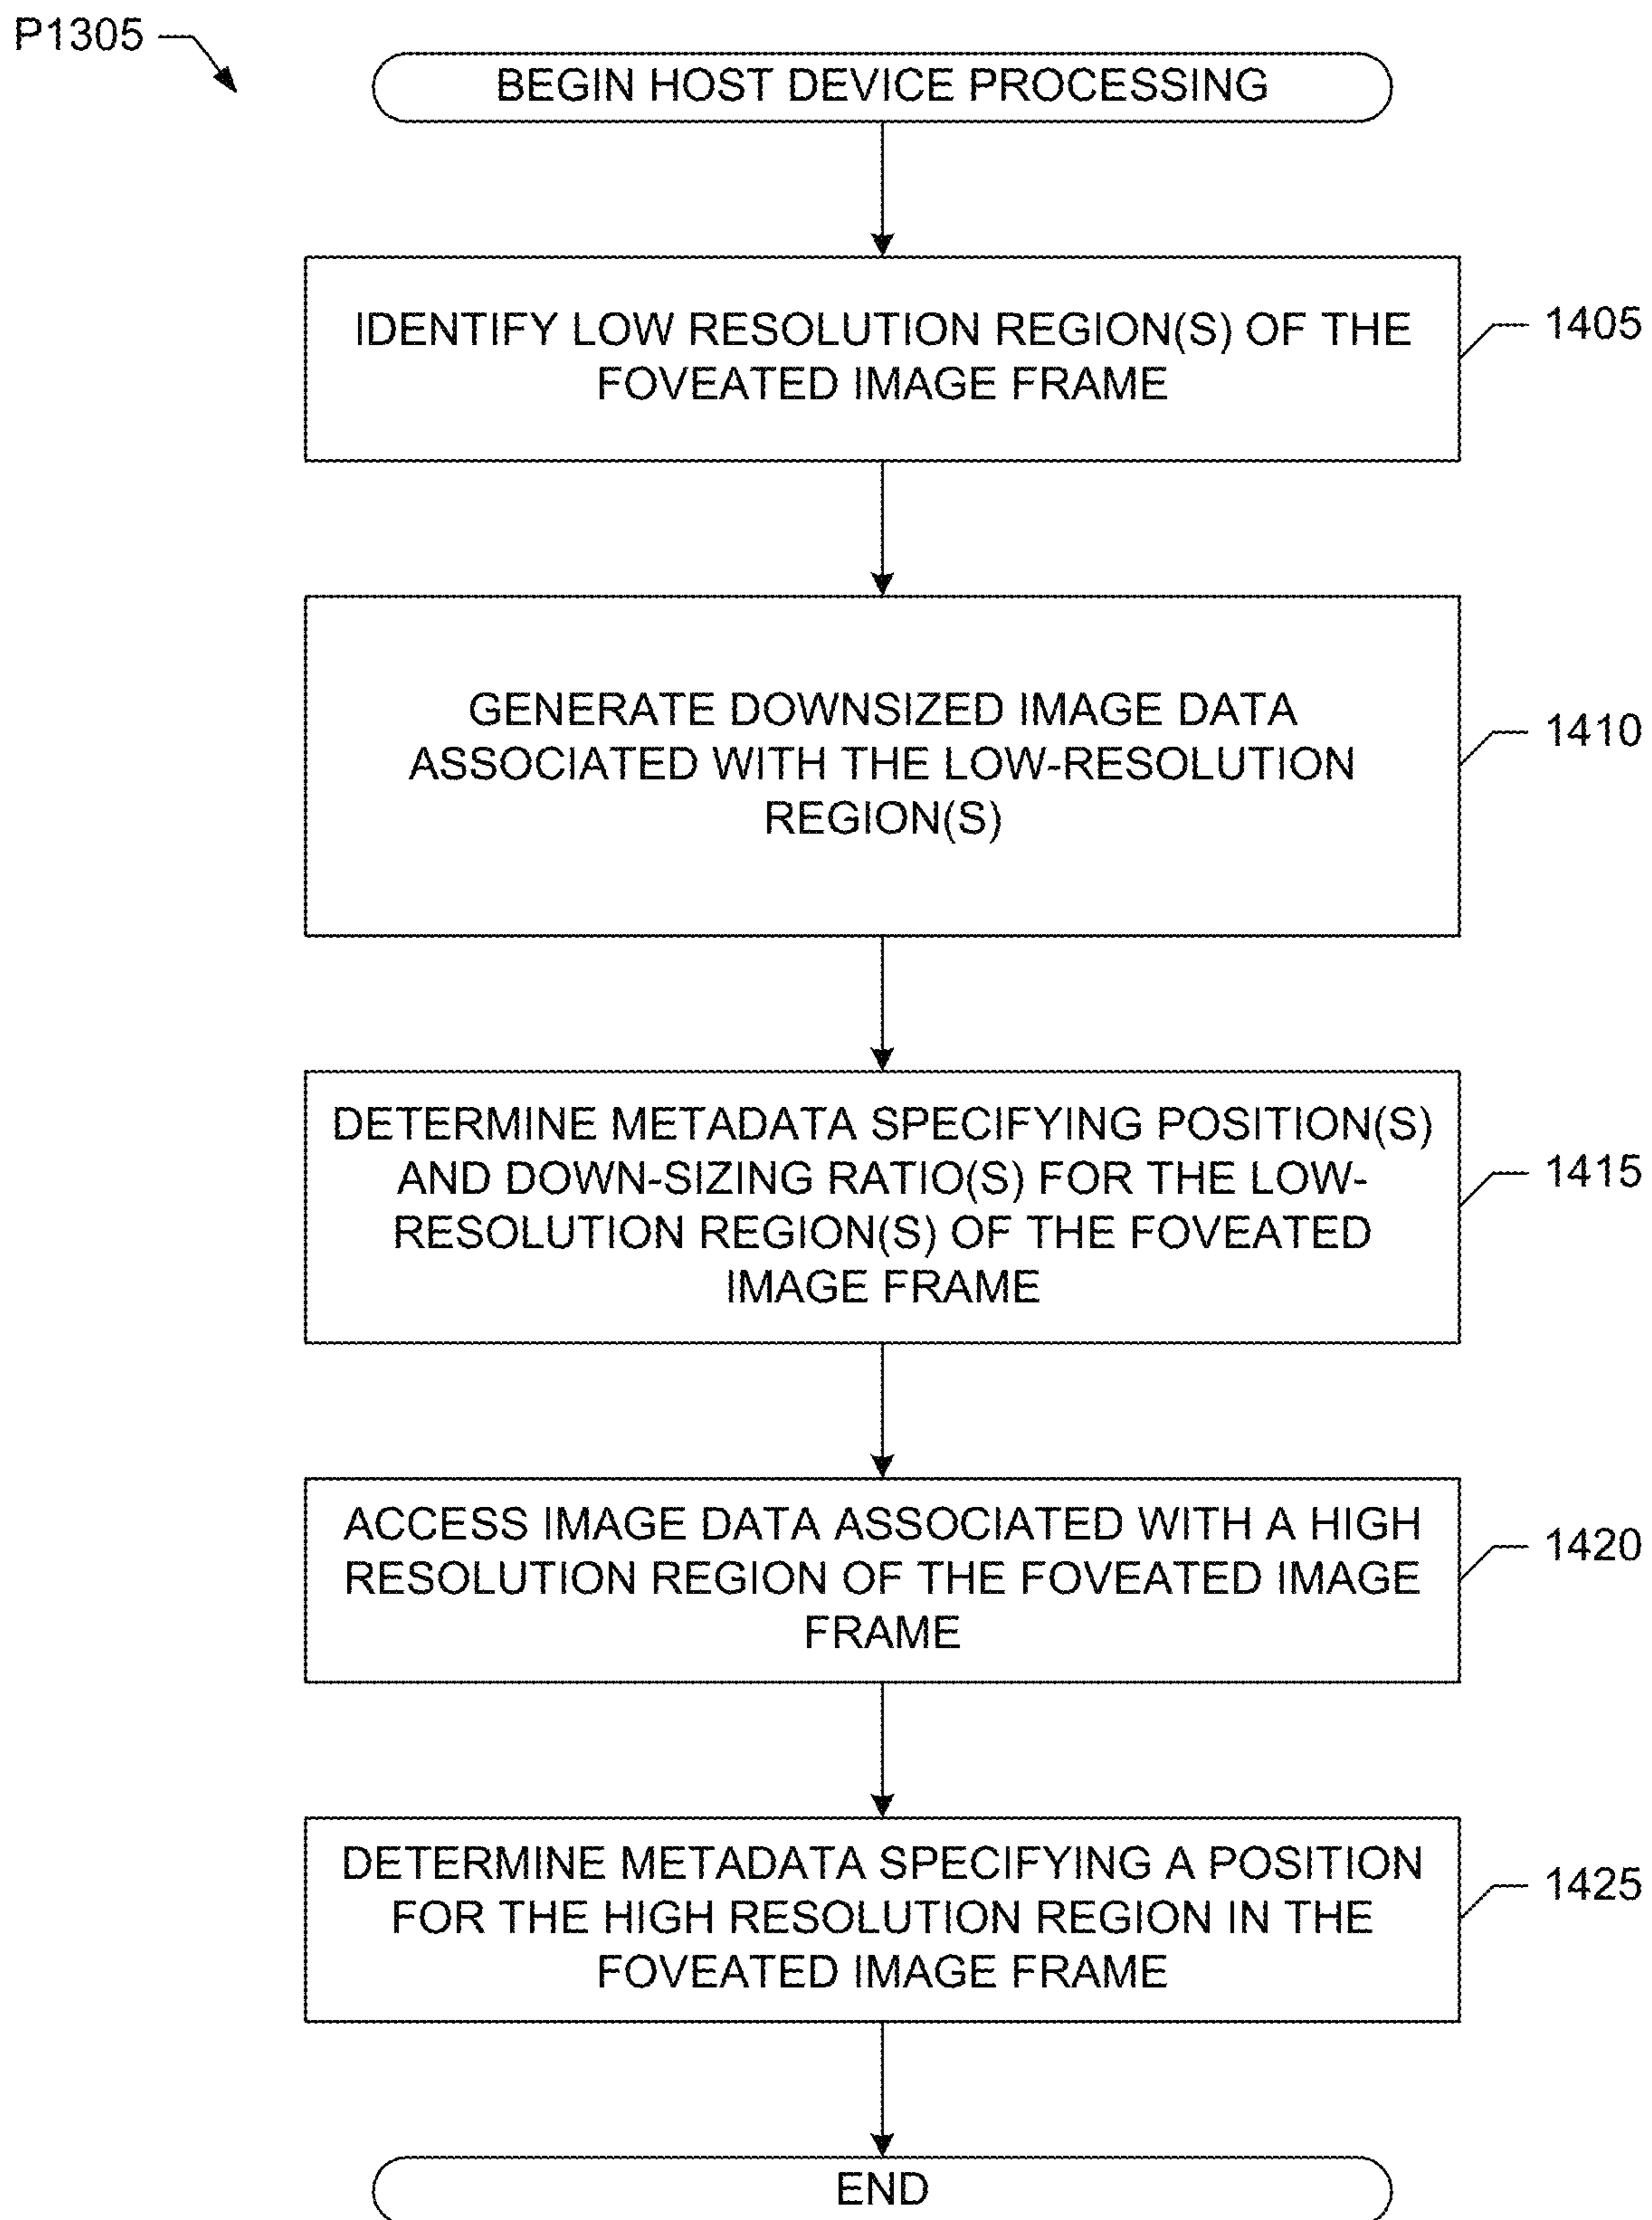 P1305
BEGIN HOST DEVICE PROCESSING
IDENTIFY LOW RESOLUTION REGION(S) OF THE
FOVEATED IMAGE FRAME
1405
GENERATE DOWNSIZED IMAGE DATA
ASSOCIATED WITH THE LOW-RESOLUTION
REGION(S)
1410
DETERMINE METADATA SPECIFYING POSITION(S)
AND DOWN-SIZING RATIO(S) FOR THE LOW-
RESOLUTION REGION(S) OF THE FOVEATED
IMAGE FRAME
1415
ACCESS IMAGE DATA ASSOCIATED WITH A HIGH
RESOLUTION REGION OF THE FOVEATED IMAGE
FRAME
1420
DETERMINE METADATA SPECIFYING A POSITION
FOR THE HIGH RESOLUTION REGION IN THE
FOVEATED IMAGE FRAME
1425
END